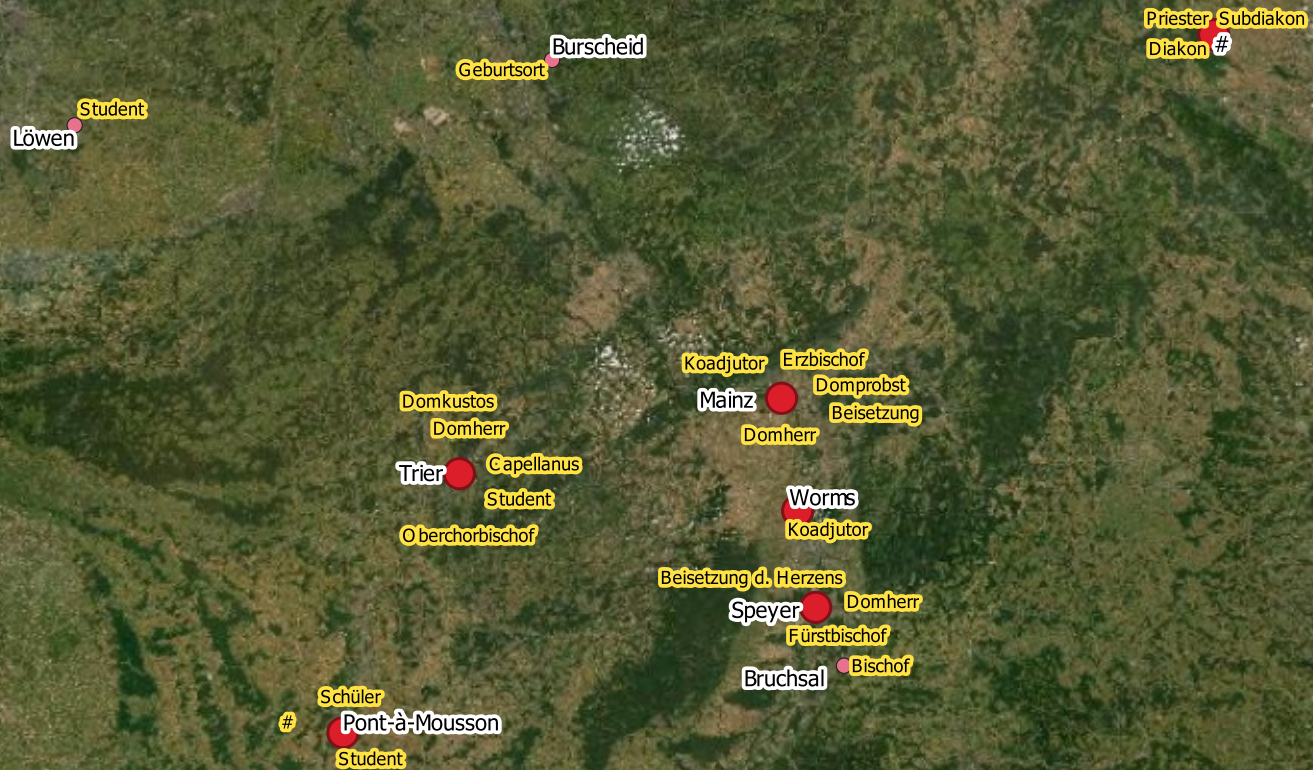 Priester Subdiakon
Diakon #
Burscheid
Geburtsort
Student
Löwen
Koadjutor Erzbischof
Domprobst
Mainz
Beisetzung
Domherr
Domkustos
Domherr
Trier Capellanus
Student
Oberchorbischof
Worms
Koadjutor
Beisetzung d. Herzens
Speyer Domherr
Fürstbischof
Bruchsal Bischof
Schüler
# Pont-à-Mousson
Student